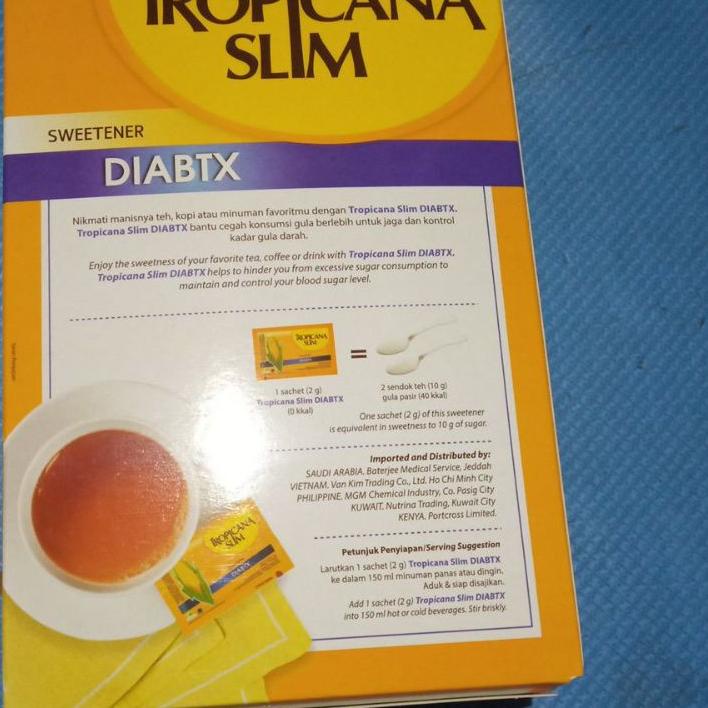 TROPICANA
SLIM
SWEETENER
DIABTX
Nikmati manisnya teh, kopi atau minuman favoritmu dengan Tropicana Slim DIABTX.
Tropicana Slim DIABTX bantu cegah konsumsi gula berlebih untuk jaga dan kontrol
kadar gula darah.
Enjoy the sweetness of your favorite tea, coffee or drink with Tropicana Slim DIABTX.
Tropicana Slim DIABTX helps to hinder you from excessive sugar consumption to
maintain and control your blood sugar level.
TROPICANA
SLIM
DIABTX
=
1 sachet (2 g)
Tropicana Slim DIABTX
(0 kkal)
2 sendok teh (10 g)
gula pasir (40 kkal)
One sachet (2 g) of this sweetener
is equivalent in sweetness to 10 g of sugar.
Imported and Distributed by:
SAUDI ARABIA. Baterjee Medical Service, Jeddah
VIETNAM. Van Kim Trading Co., Ltd. Ho Chi Minh City
PHILIPPINE. MGM Chemical Industry, Co. Pasig City
KUWAIT. Nutrina Trading, Kuwait City
KENYA. Portcross Limited.
Petunjuk Penyiapan/Serving Suggestion
Larutkan 1 sachet (2 g) Tropicana Slim DIABTX
ke dalam 150 ml minuman panas atau dingin.
Aduk & siap disajikan.
Add 1 sachet (2 g) Tropicana Slim DIABTX
into 150 ml hot or cold beverages. Stir briskly.
TROPICANA
SLIM
DIABTX